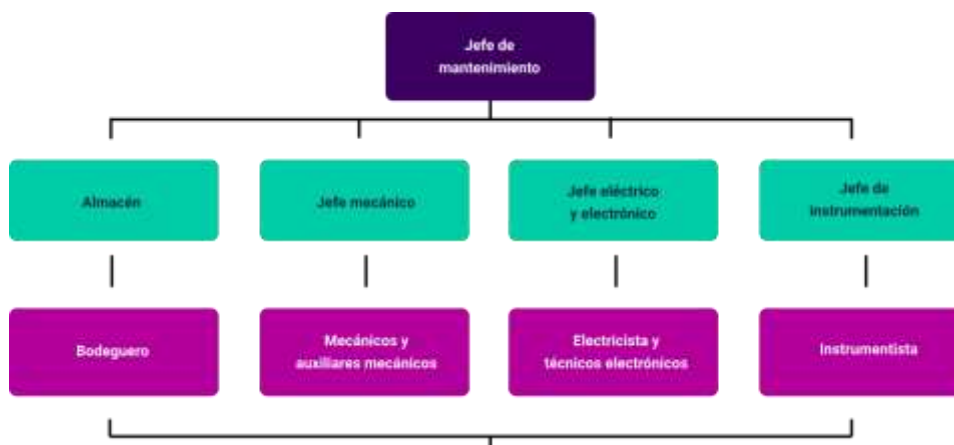 Jefe de
mantenimiento
Almacén
Jefe mecánico
Jefe eléctrico
y electrónico
Jefe de
instrumentación
Bodeguero
Mecánicos y
auxiliares mecánicos
Electricista y
técnicos electrónicos
Instrumentista